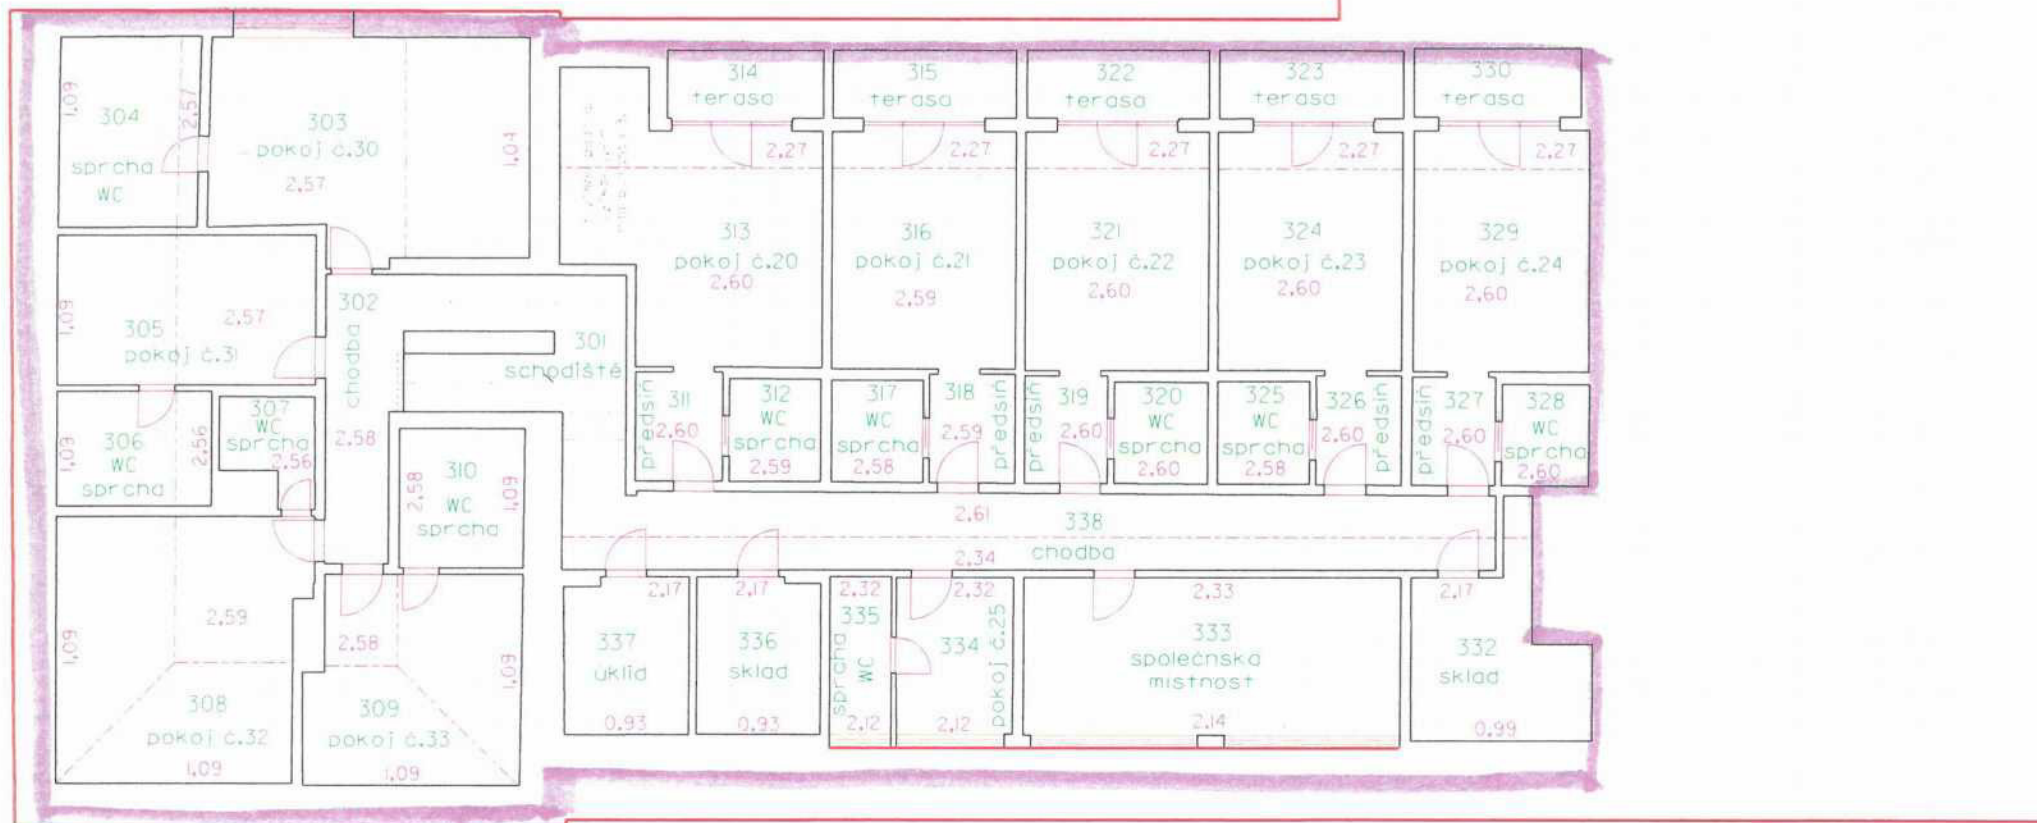 1,09
304
sprcha
WC
2,57
303
pokoj č.30
2,57
1,04
314
terasa
315
terasa
322
terasa
323
terasa
330
terasa
2,27
2,27
2,27
2,27
2,27
313
pokoj č.20
2,60
316
pokoj č.21
2,59
321
pokoj č.22
2,60
324
pokoj č.23
2,60
329
pokoj č.24
2,60
1,09
305
pokoj č.31
2,57
302
chodba
2,58
301
schodiště
1,09
306
WC
sprcha
2,56
307
WC
sprcha
2,56
310
WC
sprcha
2,58
1,09
předsíň
311
2,60
312
WC
sprcha
2,59
317
WC
sprcha
2,58
318
2,59
předsíň
předsíň
319
2,60
320
WC
sprcha
2,60
325
WC
sprcha
2,58
326
2,60
předsíň
předsíň
327
2,60
328
WC
sprcha
2,60
2,61
338
chodba
2,34
1,09
2,59
308
pokoj č.32
1,09
2,58
1,09
309
pokoj č.33
1,09
2,17
337
úklid
0,93
2,17
336
sklad
0,93
2,32
335
sprcha
WC
2,12
2,32
334
pokoj č.25
2,12
2,33
333
společnská
místnost
2,14
2,17
332
sklad
0,99